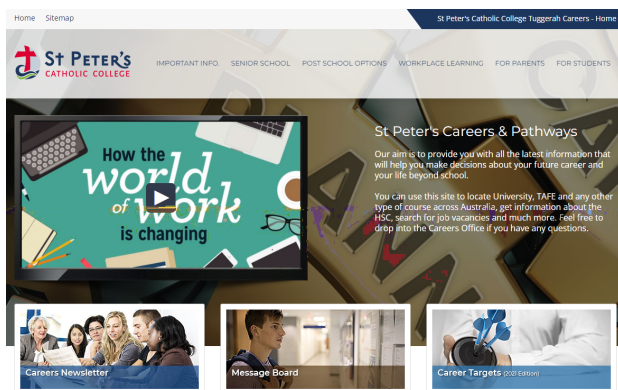 Home Sitemap
St Peter's Catholic College Tuggerah Careers - Home
ST PETER'S
CATHOLIC COLLEGE
IMPORTANT INFO. SENIOR SCHOOL POST SCHOOL OPTIONS WORKPLACE LEARNING FOR PARENTS FOR STUDENTS
How the
world
of work
is changing
St Peter's Careers & Pathways
Our aim is to provide you with all the latest information that
will help you make decisions about your future career and
your life beyond school.
You can use this site to locate University, TAFE and any other
type of course across Australia, get information about the
HSC, search for job vacancies and much more. Feel free to
drop into the Careers Office if you have any questions.
Careers Newsletter
Message Board
Career Targets (2021 Edition)